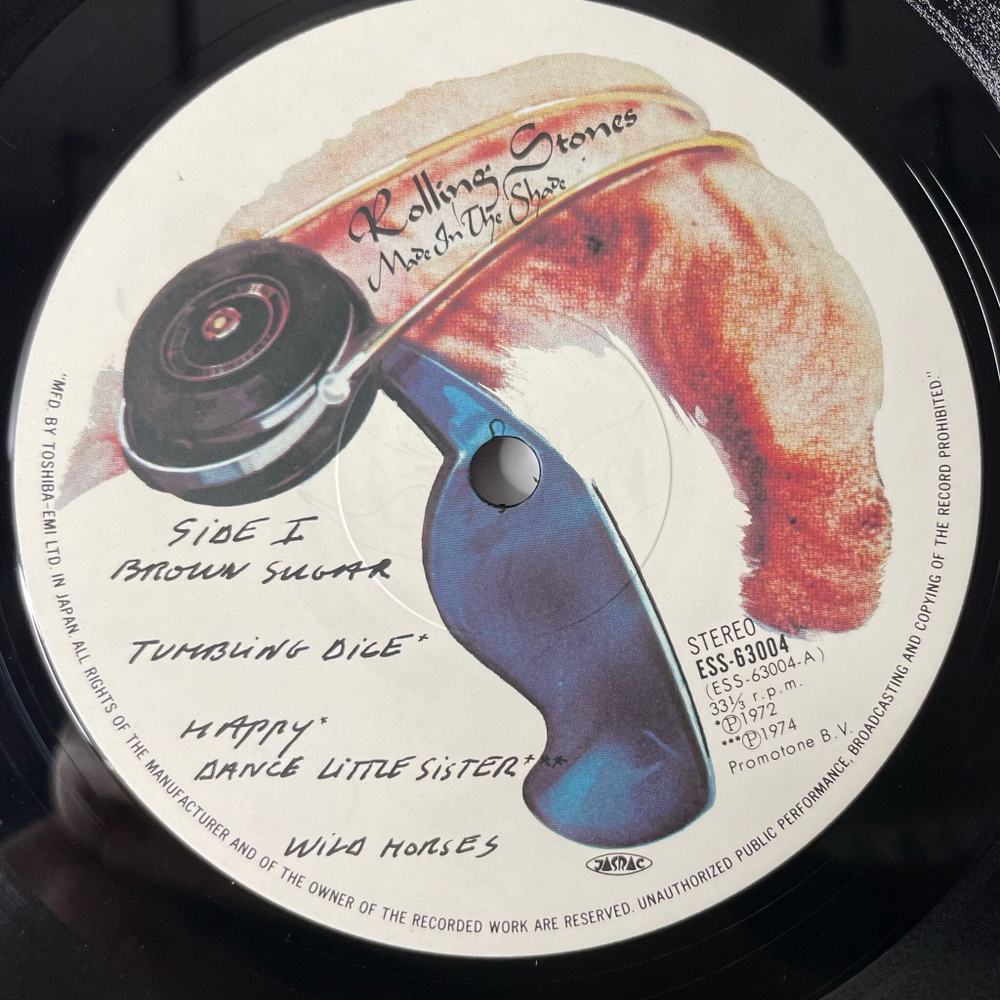 Rolling Stones
Made In The Shade
SiDE I
BROWN SUGAR
TUMBLiNG DiCE*
HAPPY*
DANCE LiTTLE SiSTER***
WiLD HORSES
STEREO
ESS-63004
(ESS-63004-A)
33⅓ r.p.m.
*Ⓟ1972
***Ⓟ1974
Promotone B.V.
JASRAC
"MFD. BY TOSHIBA-EMI LTD. IN JAPAN. ALL RIGHTS OF THE MANUFACTURER AND OF THE OWNER OF THE RECORDED WORK ARE RESERVED. UNAUTHORIZED PUBLIC PERFORMANCE, BROADCASTING AND COPYING OF THE RECORD PROHIBITED."